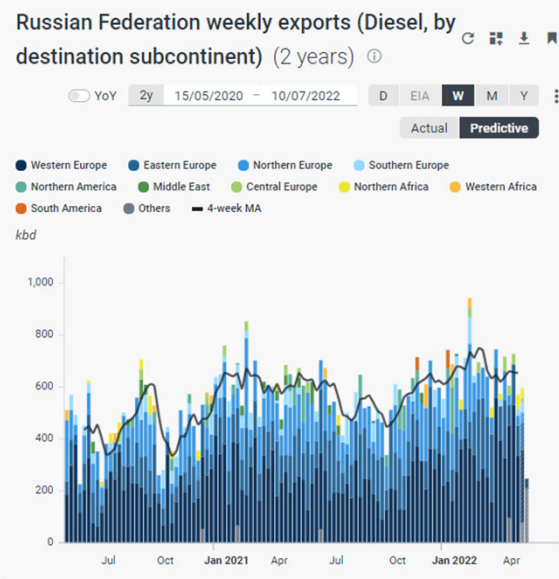 Russian Federation weekly exports (Diesel, by
destination subcontinent) (2 years)
YoY 2y 15/05/2020 – 10/07/2022 D EIA W M Y
Actual Predictive
Western Europe Eastern Europe Northern Europe Southern Europe
Northern America Middle East Central Europe Northern Africa Western Africa
South America Others 4-week MA
kbd
1,000
800
600
400
200
0
Jul Oct Jan 2021 Apr Jul Oct Jan 2022 Apr